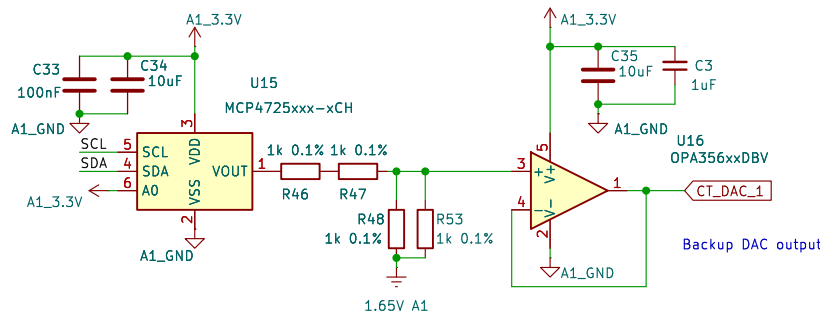 A1_3.3V
A1_3.3V
C33
100nF
C34
10uF
U15
MCP4725xxx-xCH
C35
10uF
C3
1uF
A1_GND
A1_GND
U16
OPA356xxDBV
SCL
SDA
A1_3.3V
5
4
6
3
2
1
SCL
SDA
A0
VDD
VSS
VOUT
1k 0.1%
1k 0.1%
R46
R47
R48
1k 0.1%
R53
1k 0.1%
3
4
5
2
1
+
-
V+
V-
CT_DAC_1
Backup DAC output
A1_GND
A1_GND
1.65V A1